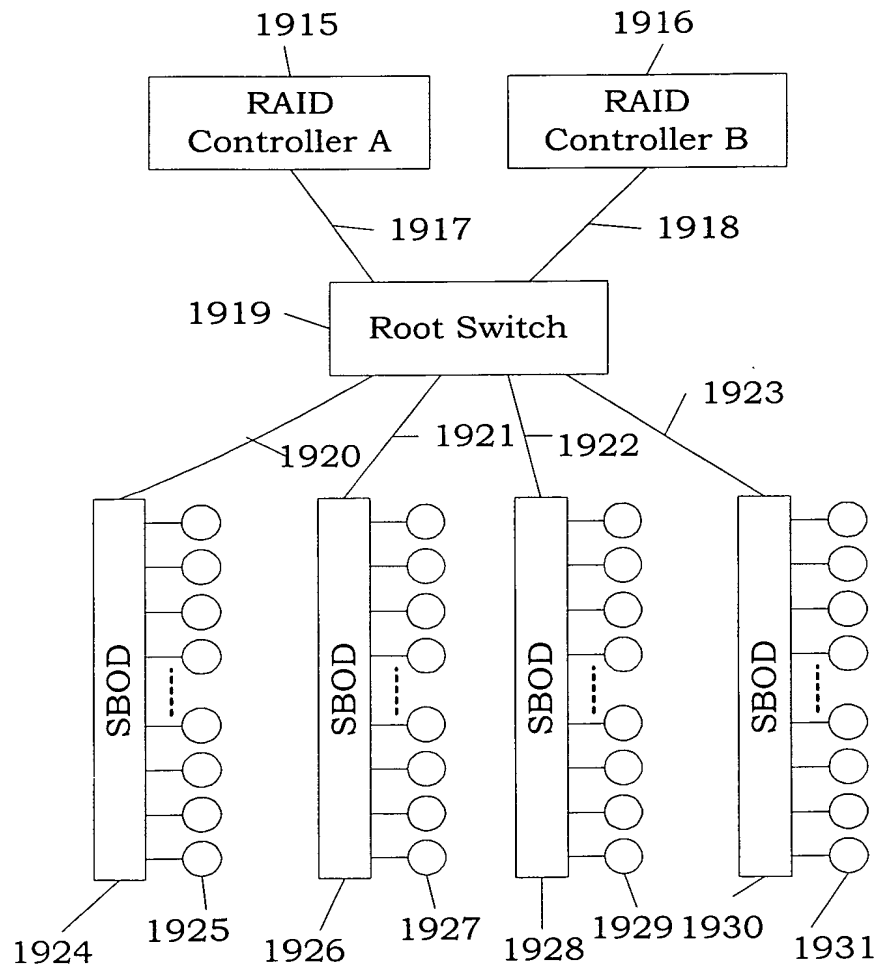 1915
1916
RAID
Controller A
RAID
Controller B
1917
1918
1919
Root Switch
1920
1921
1922
1923
SBOD
SBOD
SBOD
SBOD
1924
1925
1926
1927
1928
1929
1930
1931